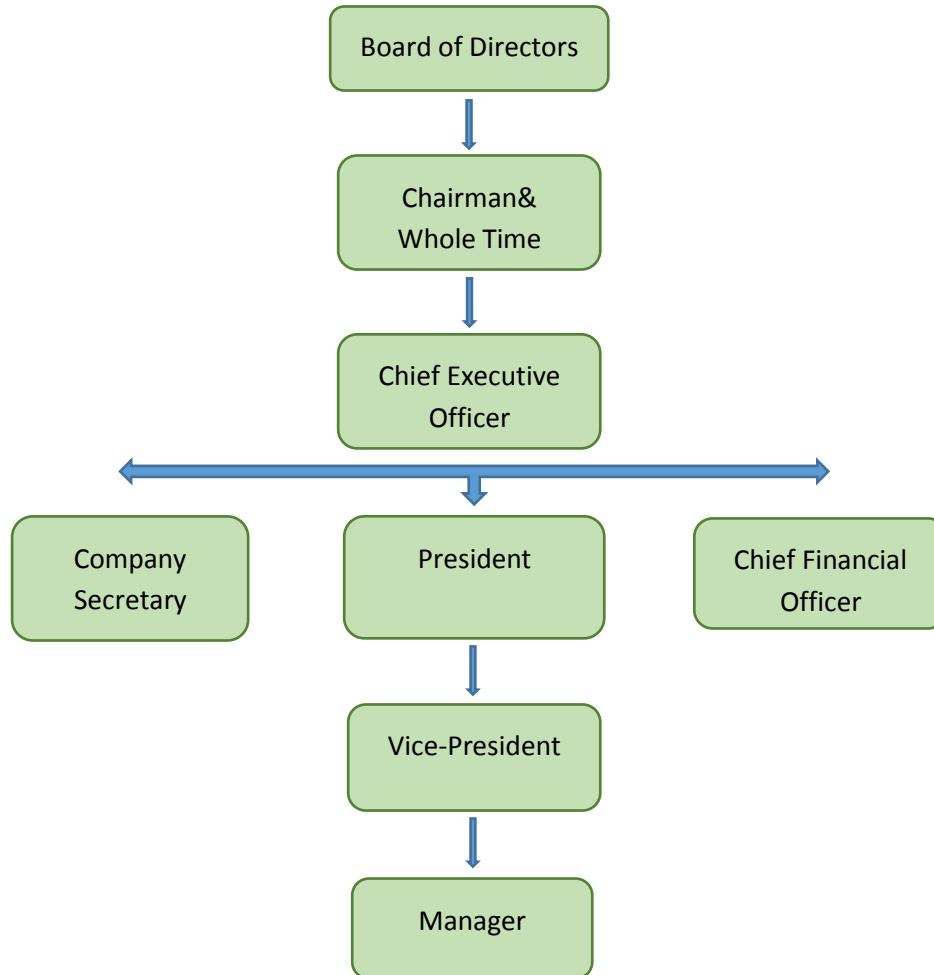 Board of Directors
Chairman&
Whole Time
Chief Executive
Officer
Company
Secretary
President
Chief Financial
Officer
Vice-President
Manager